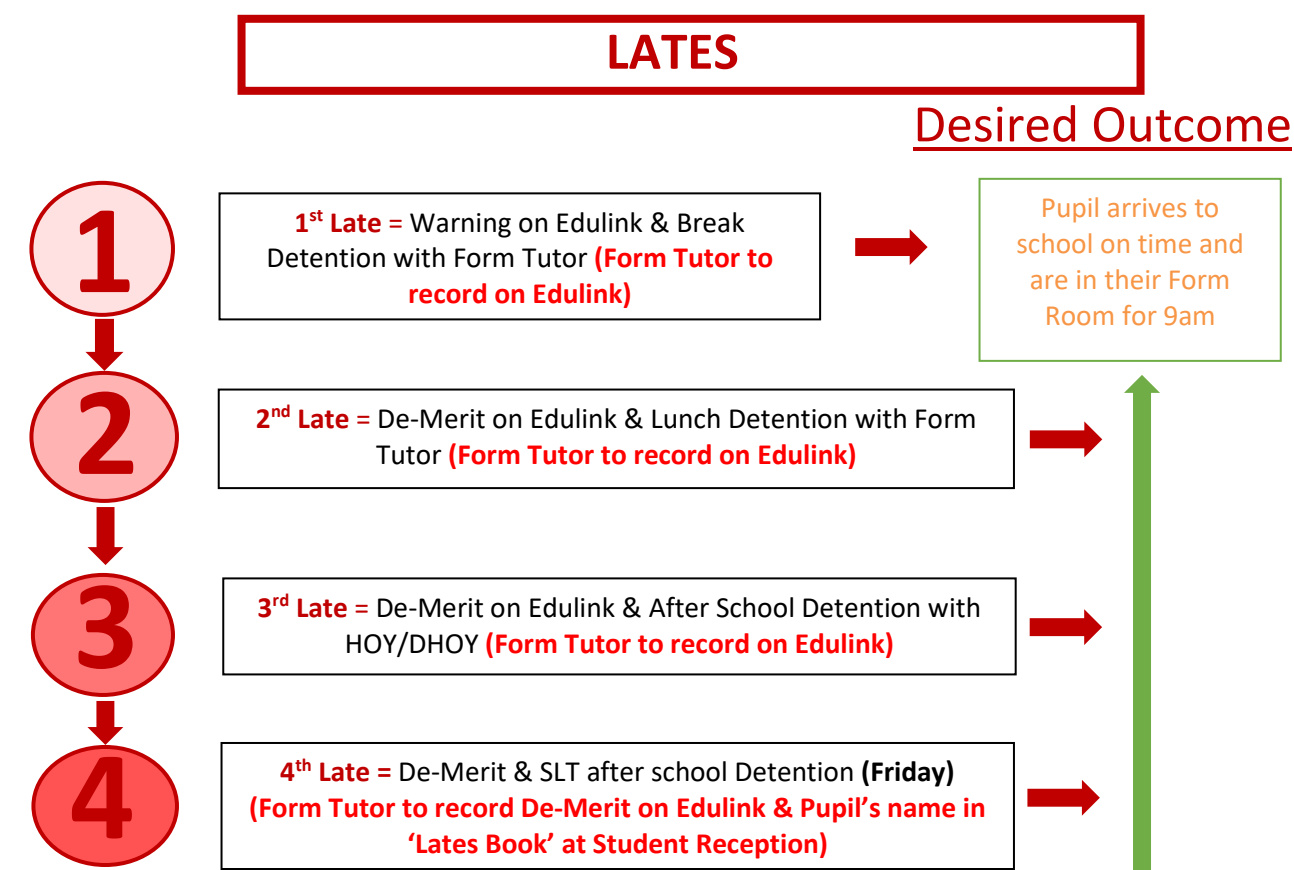 LATES
Desired Outcome
1
1st Late = Warning on Edulink & Break
Detention with Form Tutor (Form Tutor to
record on Edulink)
Pupil arrives to
school on time and
are in their Form
Room for 9am
2
2nd Late = De-Merit on Edulink & Lunch Detention with Form
Tutor (Form Tutor to record on Edulink)
3
3rd Late = De-Merit on Edulink & After School Detention with
HOY/DHOY (Form Tutor to record on Edulink)
4
4th Late = De-Merit & SLT after school Detention (Friday)
(Form Tutor to record De-Merit on Edulink & Pupil’s name in
‘Lates Book’ at Student Reception)